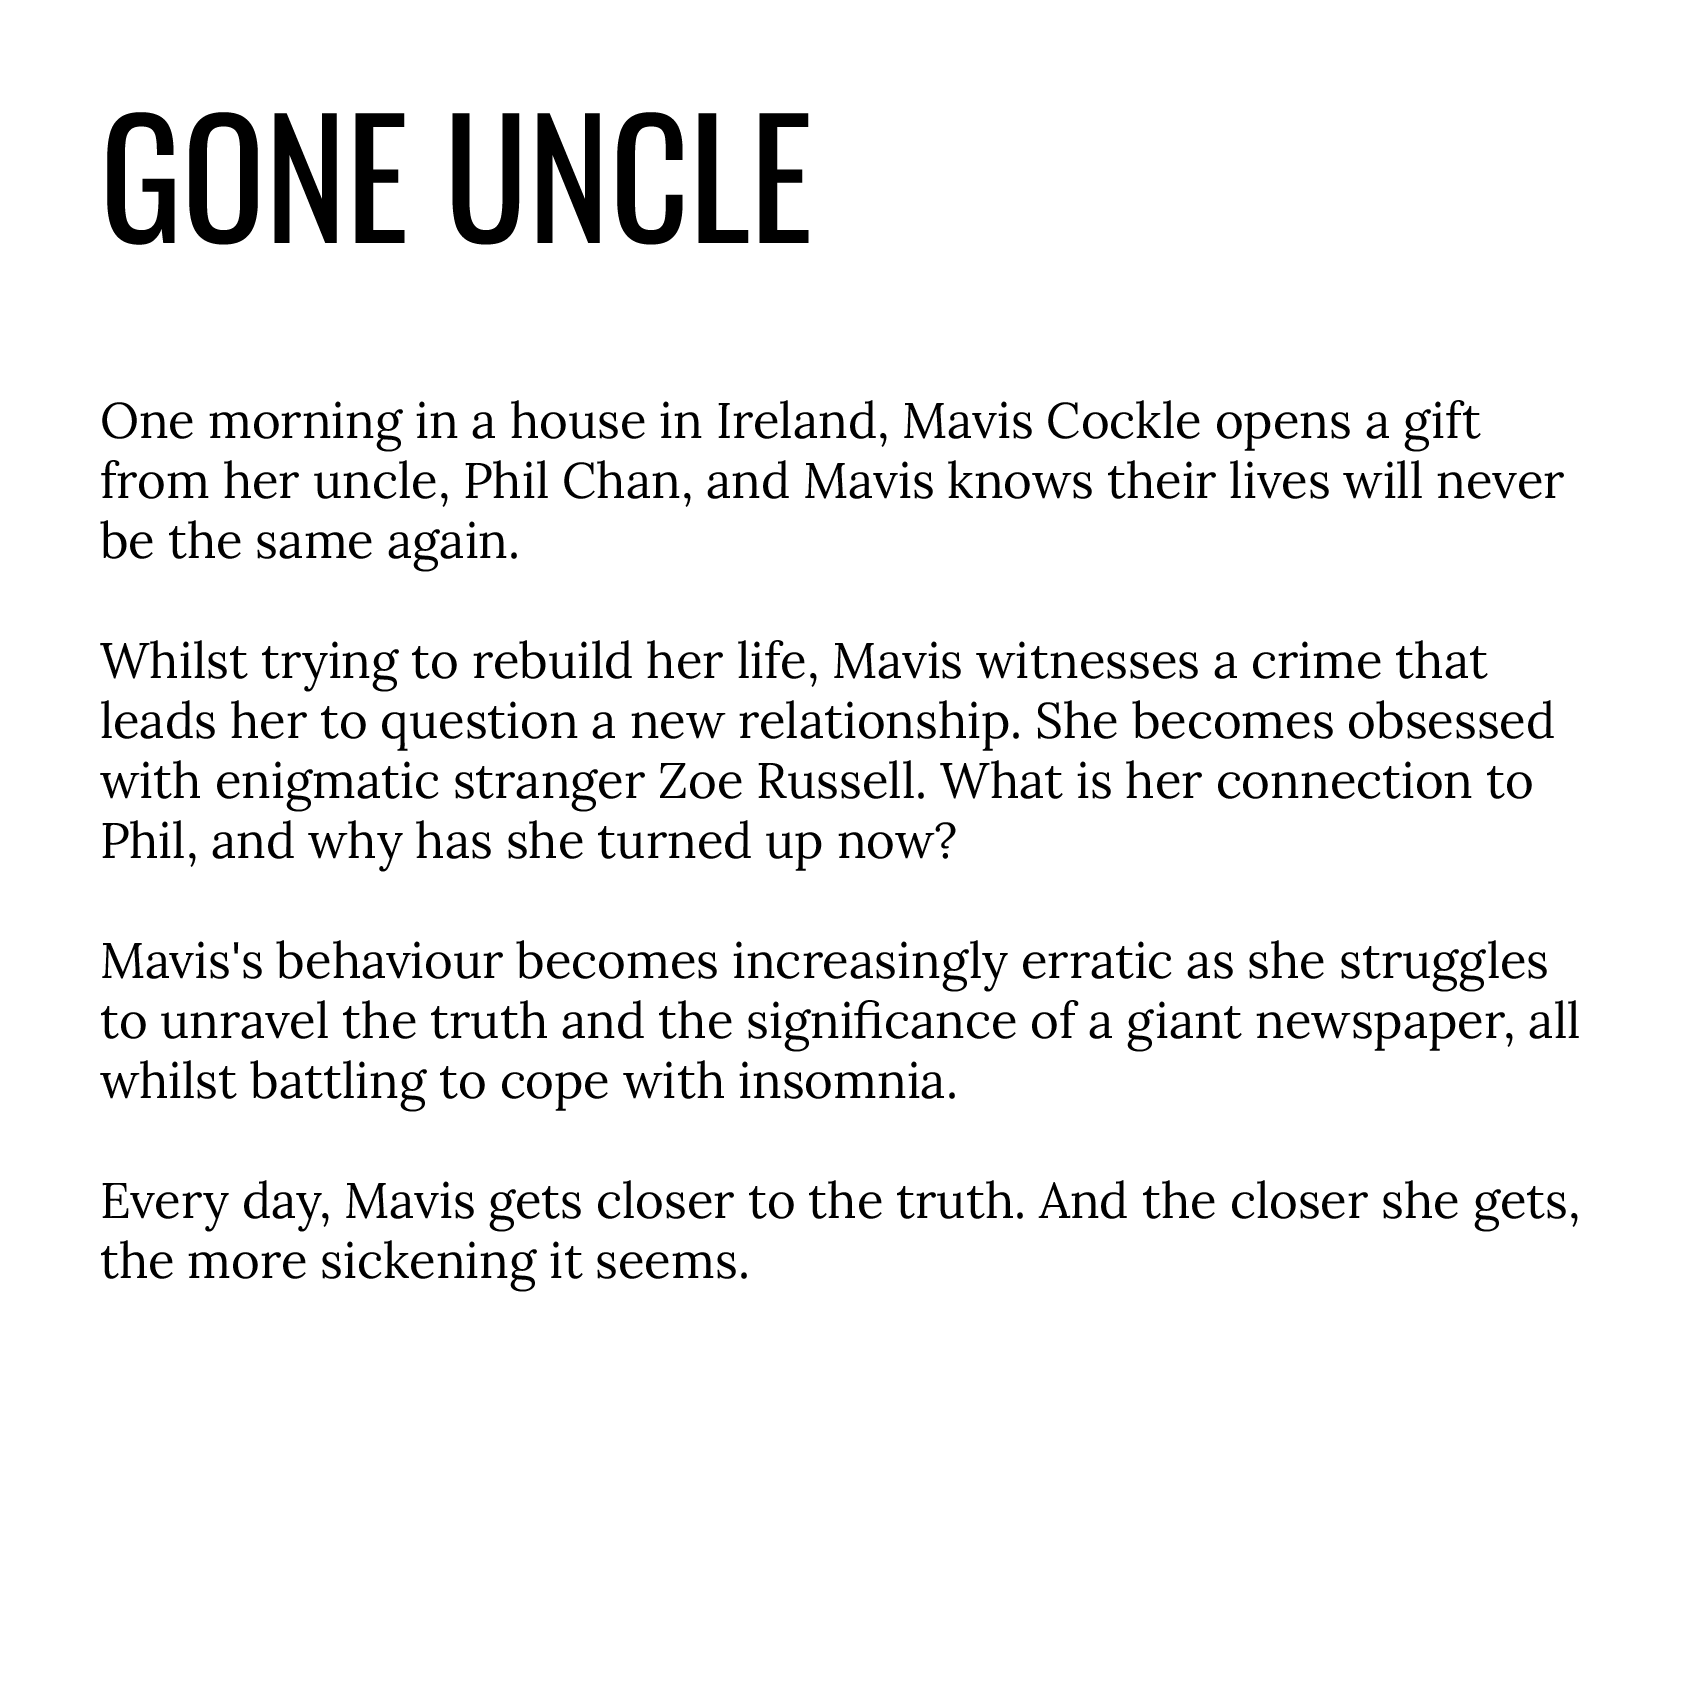 GONE UNCLE
One morning in a house in Ireland, Mavis Cockle opens a gift
from her uncle, Phil Chan, and Mavis knows their lives will never
be the same again.
Whilst trying to rebuild her life, Mavis witnesses a crime that
leads her to question a new relationship. She becomes obsessed
with enigmatic stranger Zoe Russell. What is her connection to
Phil, and why has she turned up now?
Mavis's behaviour becomes increasingly erratic as she struggles
to unravel the truth and the significance of a giant newspaper, all
whilst battling to cope with insomnia.
Every day, Mavis gets closer to the truth. And the closer she gets,
the more sickening it seems.